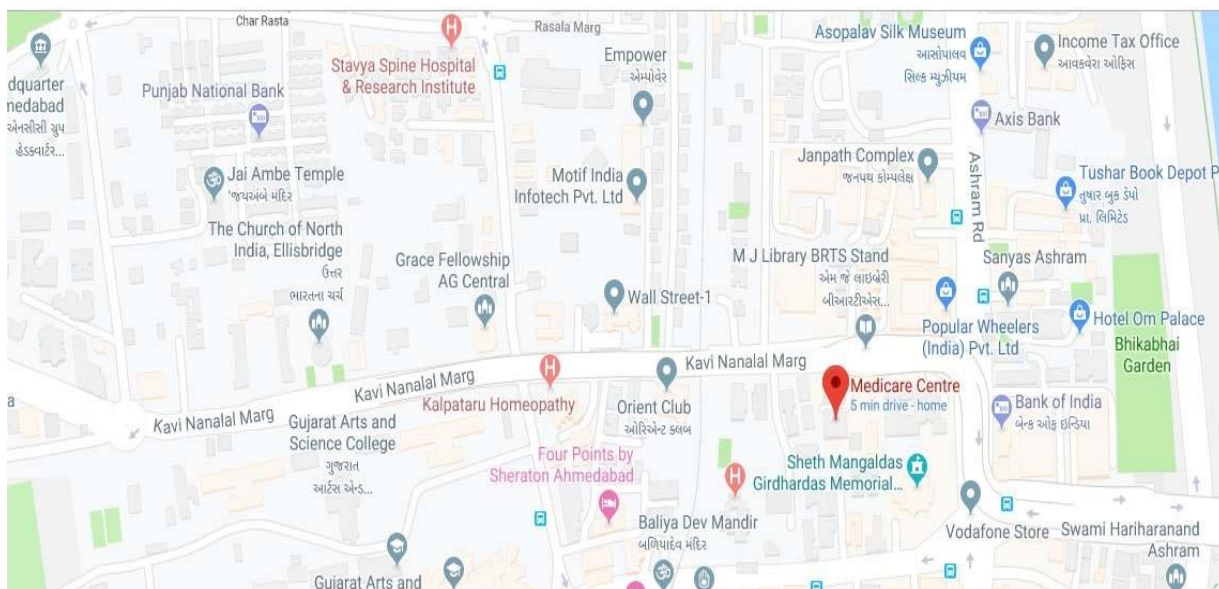 Char Rasta
Rasala Marg
Stavya Spine Hospital
& Research Institute
Empower
એમ્પોવેર
Asopalav Silk Museum
આસોપાલવ
સિલ્ક મ્યુઝીયમ
Income Tax Office
આવકવેરા ઓફિસ
dquarter
medabad
એનસીસી ગ્રુપ
હેડક્વાર્ટર...
Punjab National Bank
Axis Bank
Jai Ambe Temple
'જયઅંબે મંદિર
Motif India
Infotech Pvt. Ltd
Janpath Complex
જનપથ કોમ્પલેક્ષ
Ashram Rd
Tushar Book Depot P
તુષાર બુક ડેપો
પ્રા. લિમિટેડ
The Church of North
India, Ellisbridge
ઉત્તર
ભારતના ચર્ચ
Grace Fellowship
AG Central
M J Library BRTS Stand
એમ જે લાઇબ્રેરી
બીઆરટીએસ...
Sanyas Ashram
Wall Street-1
Popular Wheelers
(India) Pvt. Ltd
Hotel Om Palace
Bhikabhai
Garden
Kavi Nanalal Marg
Kavi Nanalal Marg
Kavi Nanalal Marg
a
Kalpataru Homeopathy
Orient Club
ઓરિએન્ટ ક્લબ
Medicare Centre
5 min drive - home
Bank of India
બેન્ક ઓફ ઇન્ડિયા
Gujarat Arts and
Science College
ગુજરાત
આર્ટસ એન્ડ...
Four Points by
Sheraton Ahmedabad
Sheth Mangaldas
Girdhardas Memorial...
Baliya Dev Mandir
બળિયાદેવ મંદિર
Vodafone Store
Swami Hariharanand
Ashram
Gujarat Arts and